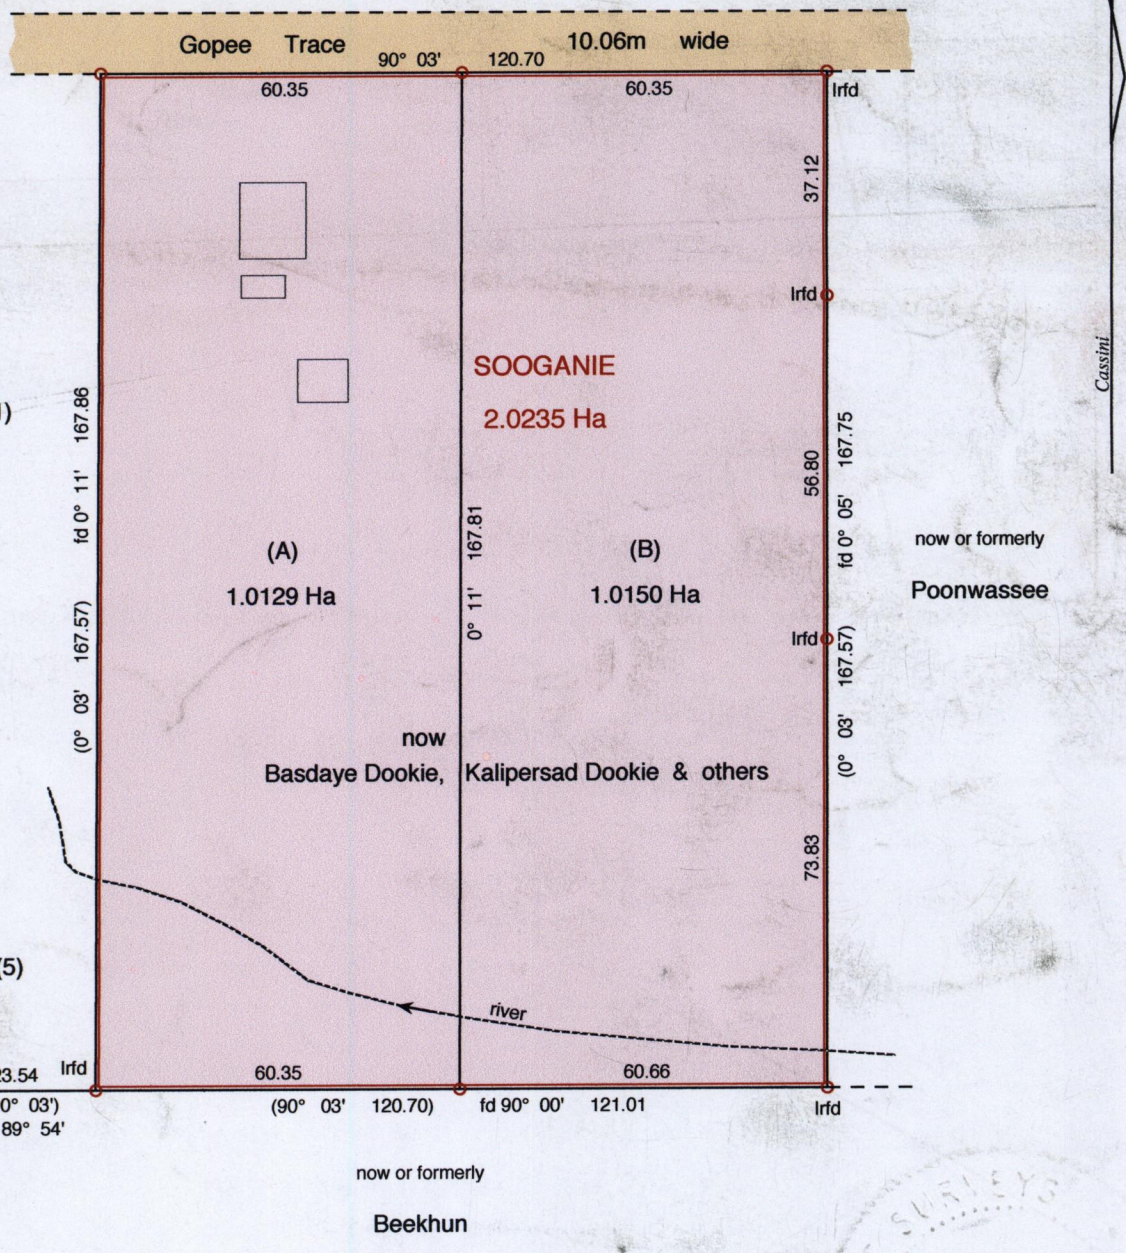 Gopee Trace 10.06m wide
90° 03' 120.70
60.35 60.35
Irfd
37.12
Irfd
Cassini
SOOGANIE
2.0235 Ha
fd 0° 11' 167.86
(0° 03' 167.57)
0° 11' 167.81
56.80
fd 0° 05' 167.75
(0° 03' 167.57)
(A)
1.0129 Ha
(B)
1.0150 Ha
now or formerly
Poonwassee
Irfd
now
Basdaye Dookie, Kalipersad Dookie & others
73.83
5)
river
23.54 Irfd
60.35 60.66
0° 03')
89° 54'
(90° 03' 120.70) fd 90° 00' 121.01
Irfd
now or formerly
Beekhun
SURVEYS